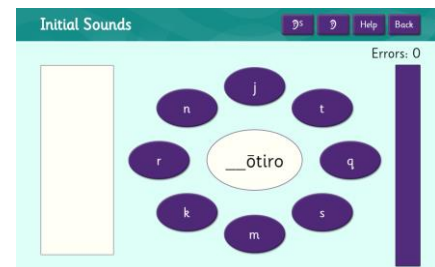 Initial Sounds
Help Back
Errors: 0
j
n t
r __ōtiro q
k s
m